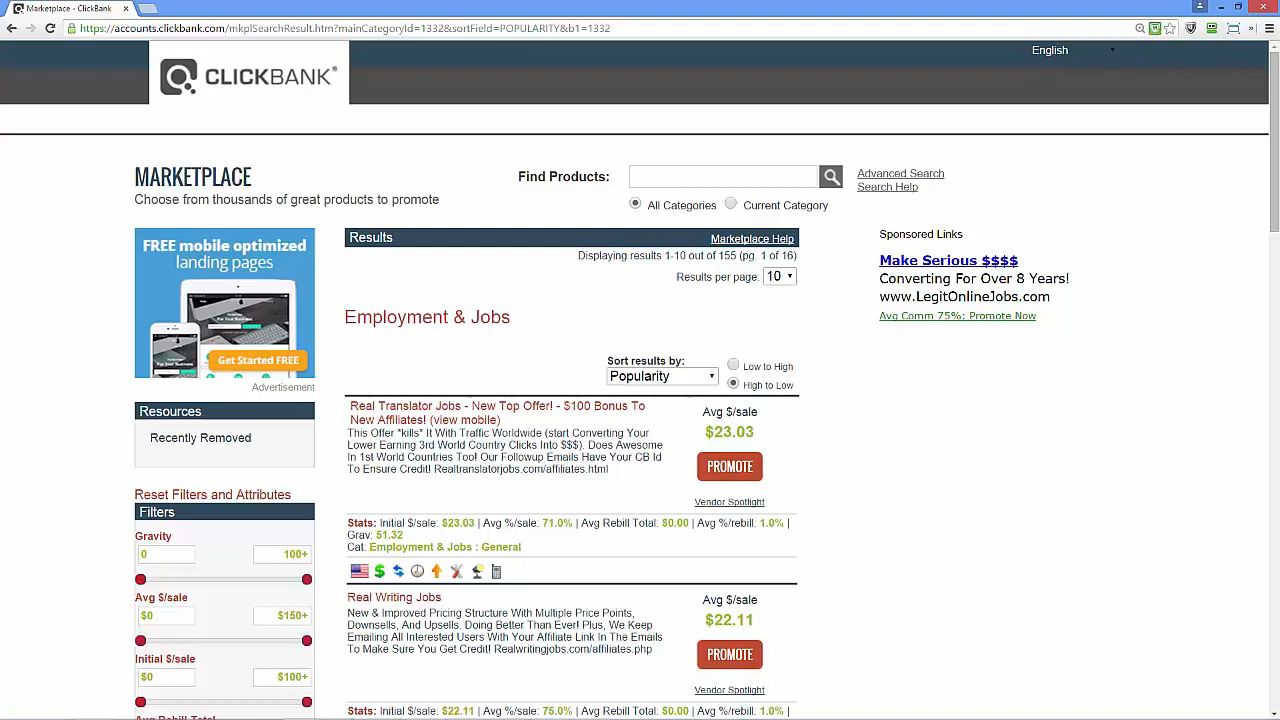 Marketplace - ClickBank
https://accounts.clickbank.com/mkplSearchResult.htm?mainCategoryId=1332&sortField=POPULARITY&b1=1332
English
CLICKBANK®
MARKETPLACE
Choose from thousands of great products to promote
Find Products:
Advanced Search
Search Help
All Categories
Current Category
FREE mobile optimized
landing pages
Get Started FREE
Advertisement
Resources
Recently Removed
Reset Filters and Attributes
Filters
Gravity
0
100+
Avg $/sale
$0
$150+
Initial $/sale
$0
$100+
Avg Rebill Total
Results
Marketplace Help
Displaying results 1-10 out of 155 (pg. 1 of 16)
Results per page: 10
Employment & Jobs
Sort results by:
Popularity
Low to High
High to Low
Real Translator Jobs - New Top Offer! - $100 Bonus To
New Affiliates! (view mobile)
This Offer *kills* It With Traffic Worldwide (start Converting Your
Lower Earning 3rd World Country Clicks Into $$$). Does Awesome
In 1st World Countries Too! Our Followup Emails Have Your CB Id
To Ensure Credit! Realtranslatorjobs.com/affiliates.html
Avg $/sale
$23.03
PROMOTE
Vendor Spotlight
Stats: Initial $/sale: $23.03 | Avg %/sale: 71.0% | Avg Rebill Total: $0.00 | Avg %/rebill: 1.0% |
Grav: 51.32
Cat: Employment & Jobs : General
Real Writing Jobs
New & Improved Pricing Structure With Multiple Price Points,
Downsells, And Upsells. Doing Better Than Ever! Plus, We Keep
Emailing All Interested Users With Your Affiliate Link In The Emails
To Make Sure You Get Credit! Realwritingjobs.com/affiliates.php
Avg $/sale
$22.11
PROMOTE
Vendor Spotlight
Stats: Initial $/sale: $22.11 | Avg %/sale: 75.0% | Avg Rebill Total: $0.00 | Avg %/rebill: 1.0% |
Sponsored Links
Make Serious $$$$
Converting For Over 8 Years!
www.LegitOnlineJobs.com
Avg Comm 75%: Promote Now